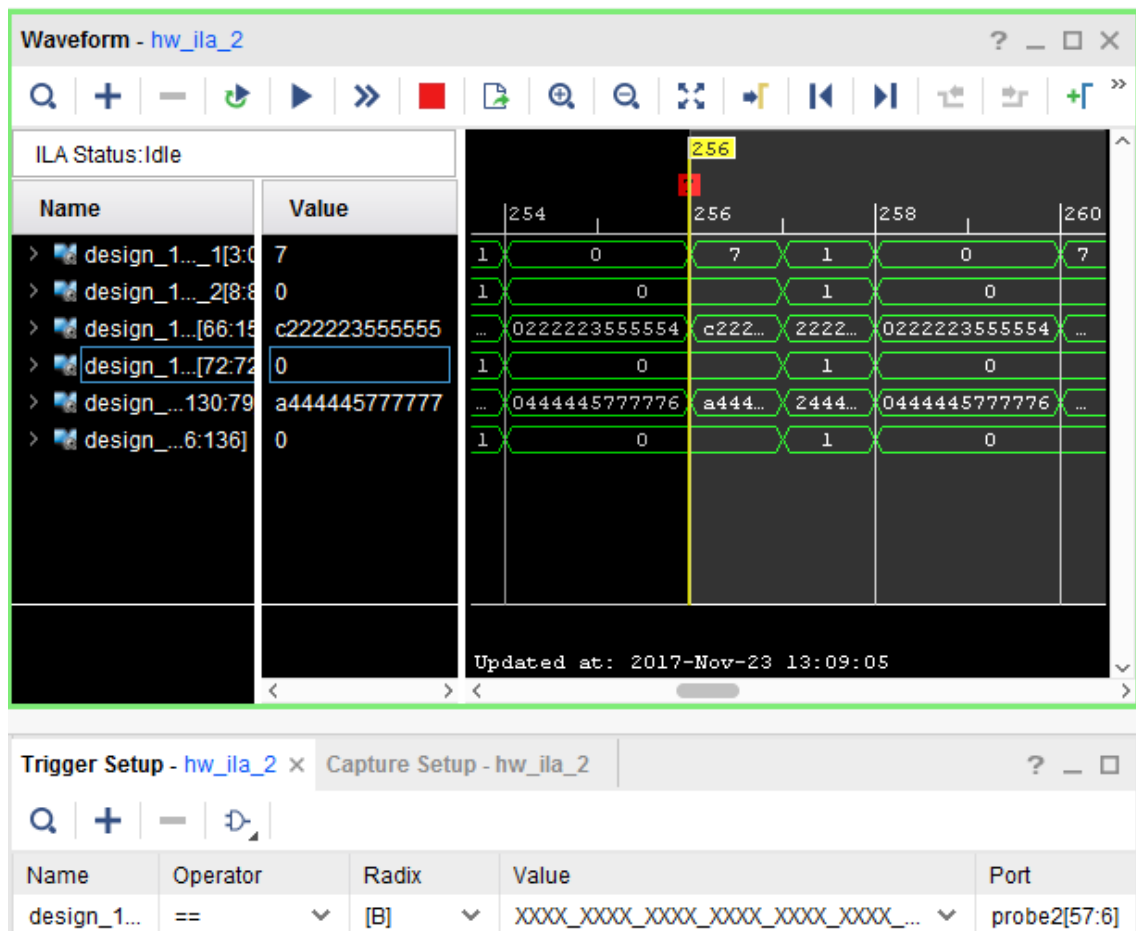 Waveform - hw_ila_2
ILA Status:Idle
Name Value
256
254 256 258 260
design_1..._1[3:0 7 1 0 7 1 0 7
design_1..._2[8:8 0 1 0 1 0
design_1...[66:15 c222223555555 ... 0222223555554 c222... 2222... 0222223555554 ...
design_1...[72:72 0 1 0 1 0
design_...130:79 a444445777777 ... 0444445777776 a444... 2444... 0444445777776 ...
design_...6:136] 0 1 0 1 0
Updated at: 2017-Nov-23 13:09:05
Trigger Setup - hw_ila_2 Capture Setup - hw_ila_2
Name Operator Radix Value Port
design_1... == [B] XXXX_XXXX_XXXX_XXXX_XXXX_XXXX_... probe2[57:6]